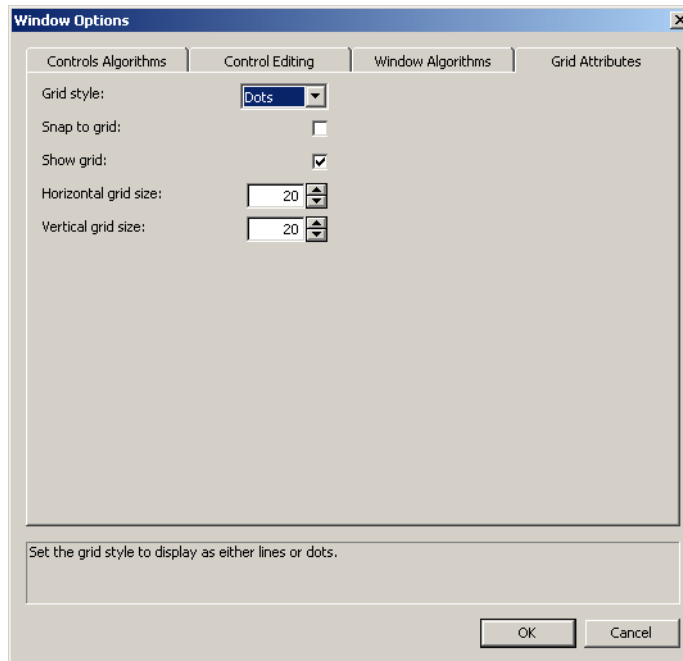 Window Options
Controls Algorithms Control Editing Window Algorithms Grid Attributes
Grid style: Dots
Snap to grid:
Show grid:
Horizontal grid size: 20
Vertical grid size: 20
Set the grid style to display as either lines or dots.
OK Cancel